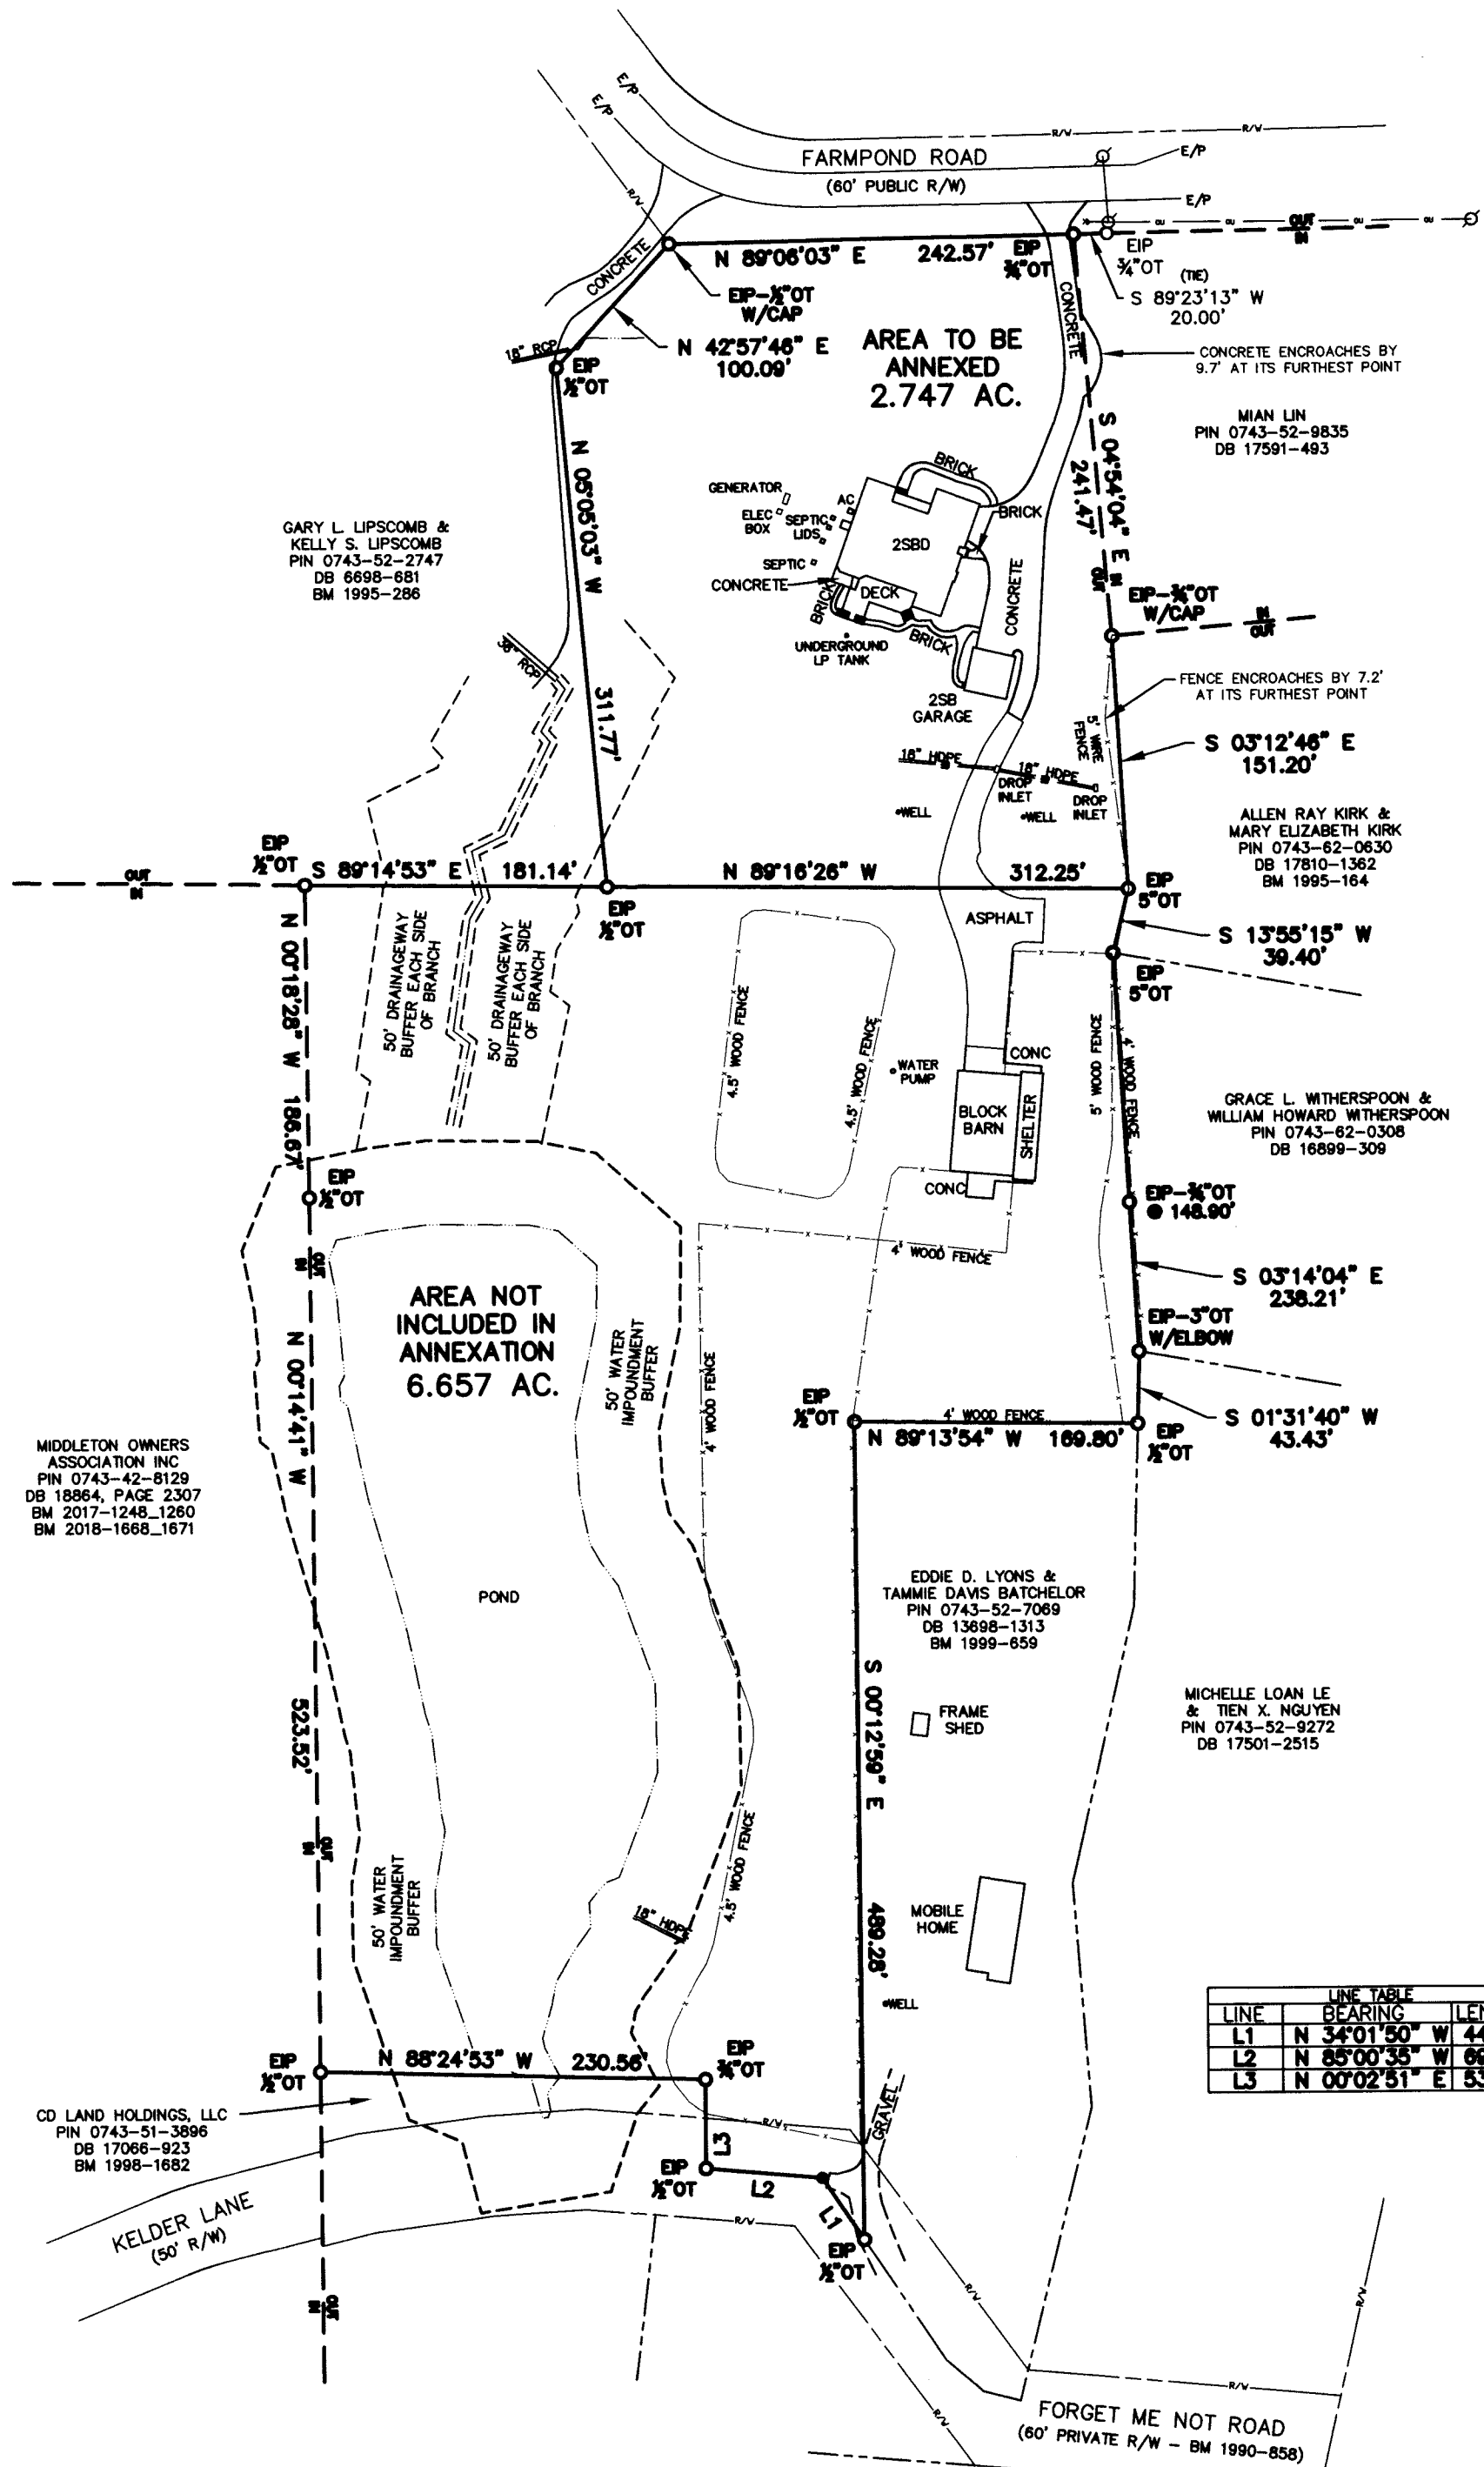 E/P
E/P
R/W
R/W
R/W
FARMPOND ROAD
(60' PUBLIC R/W)
E/P
E/P
CONCRETE
OU
OU
OUT
IN
OU
OU
N 89°06'03" E 242.57'
EIP
¾"OT
EIP
¾"OT
(TIE)
S 89°23'13" W
20.00'
EIP-½"OT
W/CAP
N 42°57'46" E
100.09'
18" RCP
EIP
½"OT
AREA TO BE
ANNEXED
2.747 AC.
CONCRETE
CONCRETE ENCROACHES BY
9.7' AT ITS FURTHEST POINT
MIAN LIN
PIN 0743-52-9835
DB 17591-493
S 04°54'04" E
241.47'
IN
OUT
N 05°05'03" W
311.77'
GARY L. LIPSCOMB &
KELLY S. LIPSCOMB
PIN 0743-52-2747
DB 6698-681
BM 1995-286
GENERATOR
ELEC
BOX
AC
SEPTIC
LIDS
SEPTIC
BRICK
2SBD
BRICK
CONCRETE
DECK
BRICK
BRICK
CONCRETE
UNDERGROUND
LP TANK
EIP-¾"OT
W/CAP
IN
OUT
36" RCP
2SB
GARAGE
FENCE ENCROACHES BY 7.2'
AT ITS FURTHEST POINT
5' WIRE
FENCE
S 03°12'46" E
151.20'
18" HDPE
18" HDPE
DROP
INLET
DROP
INLET
WELL
WELL
ALLEN RAY KIRK &
MARY ELIZABETH KIRK
PIN 0743-62-0630
DB 17810-1362
BM 1995-164
OUT
IN
EIP
½"OT
S 89°14'53" E 181.14'
N 89°16'26" W 312.25'
EIP
½"OT
EIP
5"OT
ASPHALT
S 13°55'15" W
39.40'
EIP
5"OT
N 00°18'28" W 186.67'
50' DRAINAGEWAY
BUFFER EACH SIDE
OF BRANCH
50' DRAINAGEWAY
BUFFER EACH SIDE
OF BRANCH
4.5' WOOD FENCE
4.5' WOOD FENCE
WATER
PUMP
CONC
BLOCK
BARN
SHELTER
CONC
5' WOOD FENCE
4' WOOD FENCE
GRACE L. WITHERSPOON &
WILLIAM HOWARD WITHERSPOON
PIN 0743-62-0308
DB 16899-309
EIP
½"OT
EIP-¾"OT
@ 148.90'
OUT
IN
4' WOOD FENCE
S 03°14'04" E
238.21'
AREA NOT
INCLUDED IN
ANNEXATION
6.657 AC.
50' WATER
IMPOUNDMENT
BUFFER
4' WOOD FENCE
EIP-3"OT
W/ELBOW
N 00°14'41" W
523.52'
EIP
½"OT
4' WOOD FENCE
N 89°13'54" W 169.80'
EIP
½"OT
S 01°31'40" W
43.43'
MIDDLETON OWNERS
ASSOCIATION INC
PIN 0743-42-8129
DB 18864, PAGE 2307
BM 2017-1248_1260
BM 2018-1668_1671
POND
EDDIE D. LYONS &
TAMMIE DAVIS BATCHELOR
PIN 0743-52-7069
DB 13698-1313
BM 1999-659
S 00°12'59" E
489.28'
FRAME
SHED
MICHELLE LOAN LE
& TIEN X. NGUYEN
PIN 0743-52-9272
DB 17501-2515
OUT
IN
50' WATER
IMPOUNDMENT
BUFFER
4.5' WOOD FENCE
18" HDPE
MOBILE
HOME
WELL
LINE TABLE
LINE BEARING
L1 N 34°01'50" W
L2 N 85°00'35" W
L3 N 00°02'51" E
EIP
½"OT
N 88°24'53" W 230.56'
EIP
¾"OT
CD LAND HOLDINGS, LLC
PIN 0743-51-3896
DB 17066-923
BM 1998-1682
R/W
GRAVEL
L3
EIP
½"OT
L2
L1
EIP
½"OT
KELDER LANE
(50' R/W)
R/W
OUT
IN
R/W
R/W
R/W
R/W
FORGET ME NOT ROAD
(60' PRIVATE R/W - BM 1990-858)